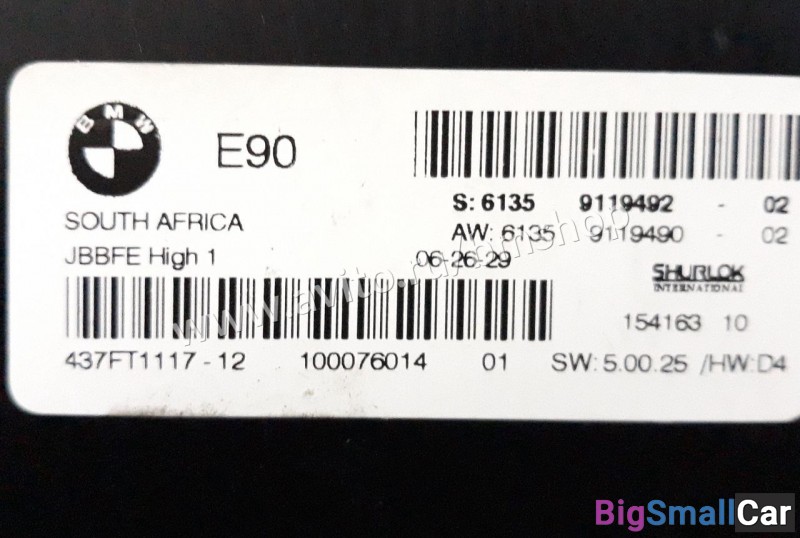 BMW
E90
S: 6135 9119492 - 02
SOUTH AFRICA
AW: 6135 9119490 - 02
JBBFE High 1
06-26-29
SHURLOK
INTERNATIONAL
154163 10
437FT1117-12 100076014 01 SW: 5.00.25 /HW:D4
www.avito.ru/bmshop
BigSmallCar